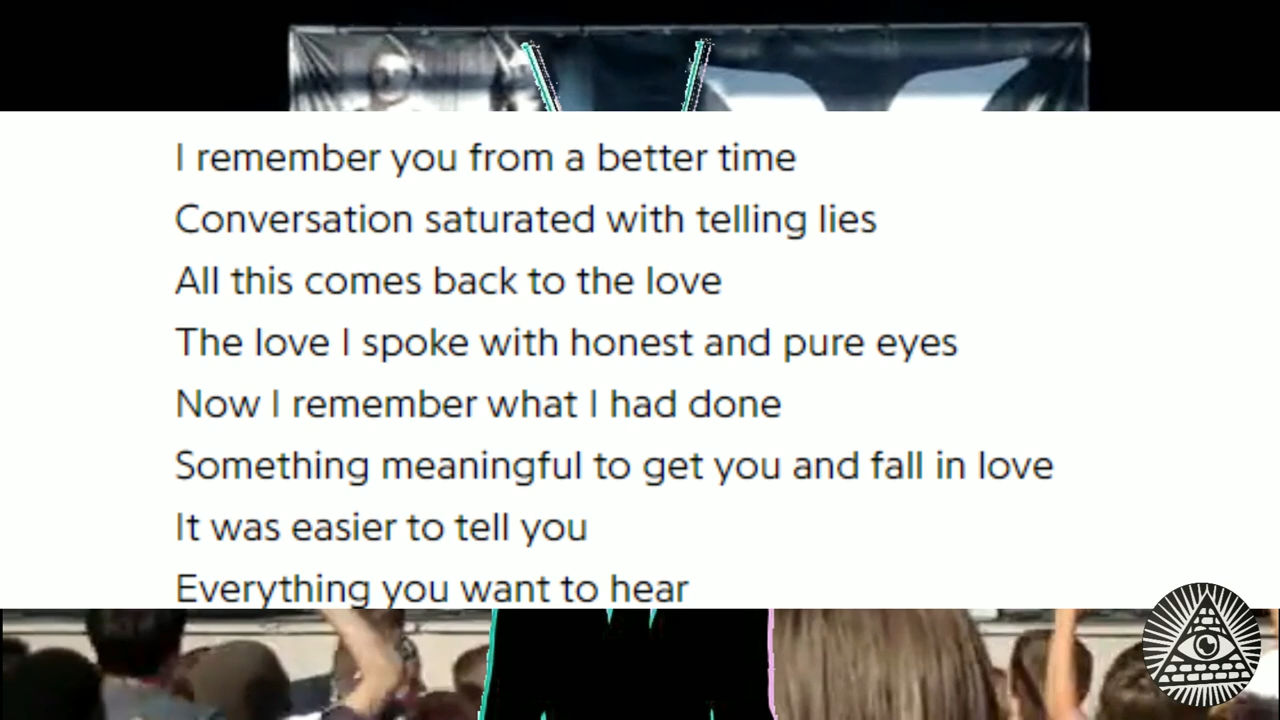 I remember you from a better time
Conversation saturated with telling lies
All this comes back to the love
The love I spoke with honest and pure eyes
Now I remember what I had done
Something meaningful to get you and fall in love
It was easier to tell you
Everything you want to hear